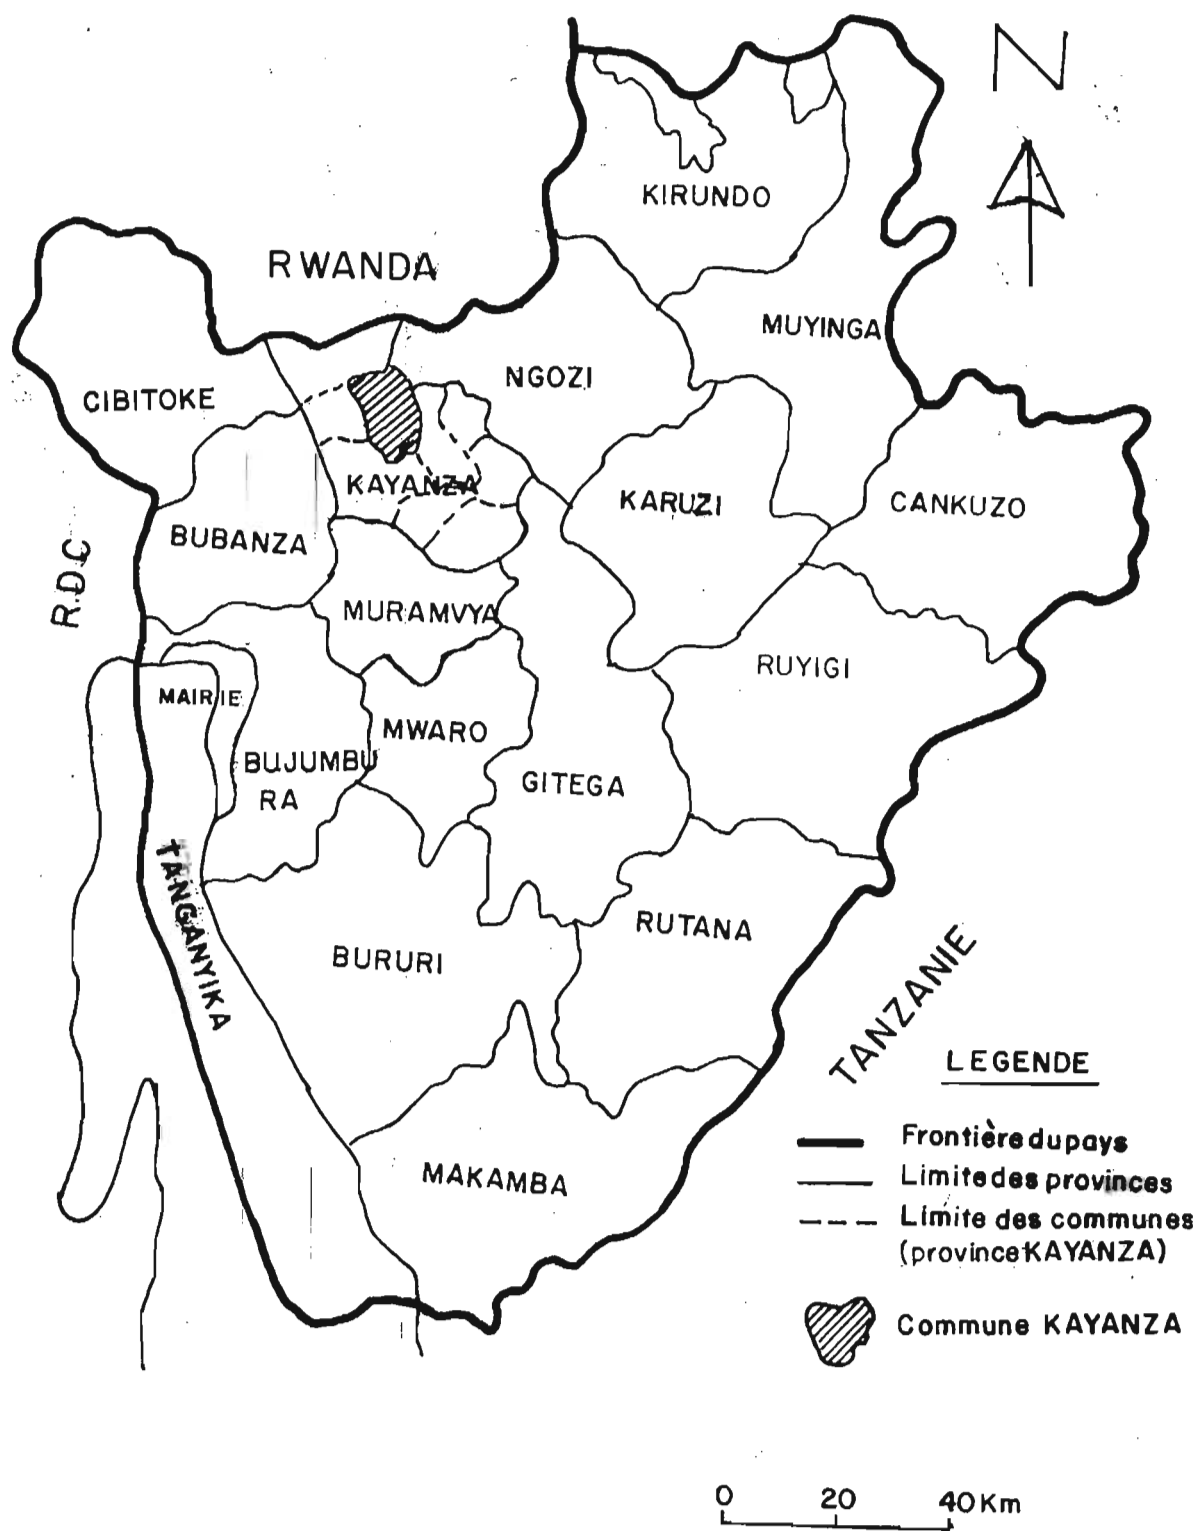 N
KIRUNDO
RWANDA
MUYINGA
NGOZI
CIBITOKE
KAYANZA
KARUZI
CANKUZO
BUBANZA
R.D.C
MURAMVYA
RUYIGI
MAIRIE
MWARO
BUJUMBU
RA
GITEGA
TANGANYIKA
RUTANA
BURURI
TANZANIE
MAKAMBA
LEGENDE
Frontière du pays
Limite des provinces
Limite des communes
(province KAYANZA)
Commune KAYANZA
0 20 40 Km